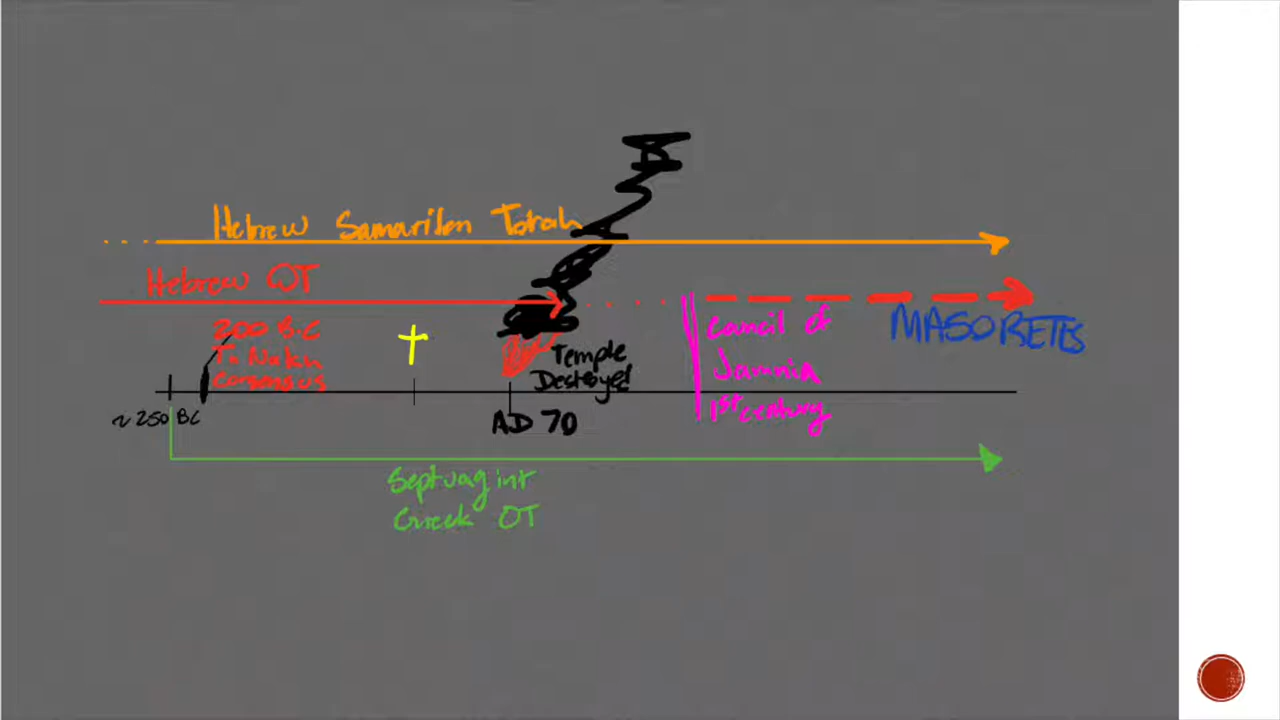 Hebrew Samaritan Torah
Hebrew OT
200 B.C
Consensus
Temple
Destroyed
Council of
Jamnia
1st century
MASORETES
~ 250 BC
AD 70
Septuagint
Greek OT